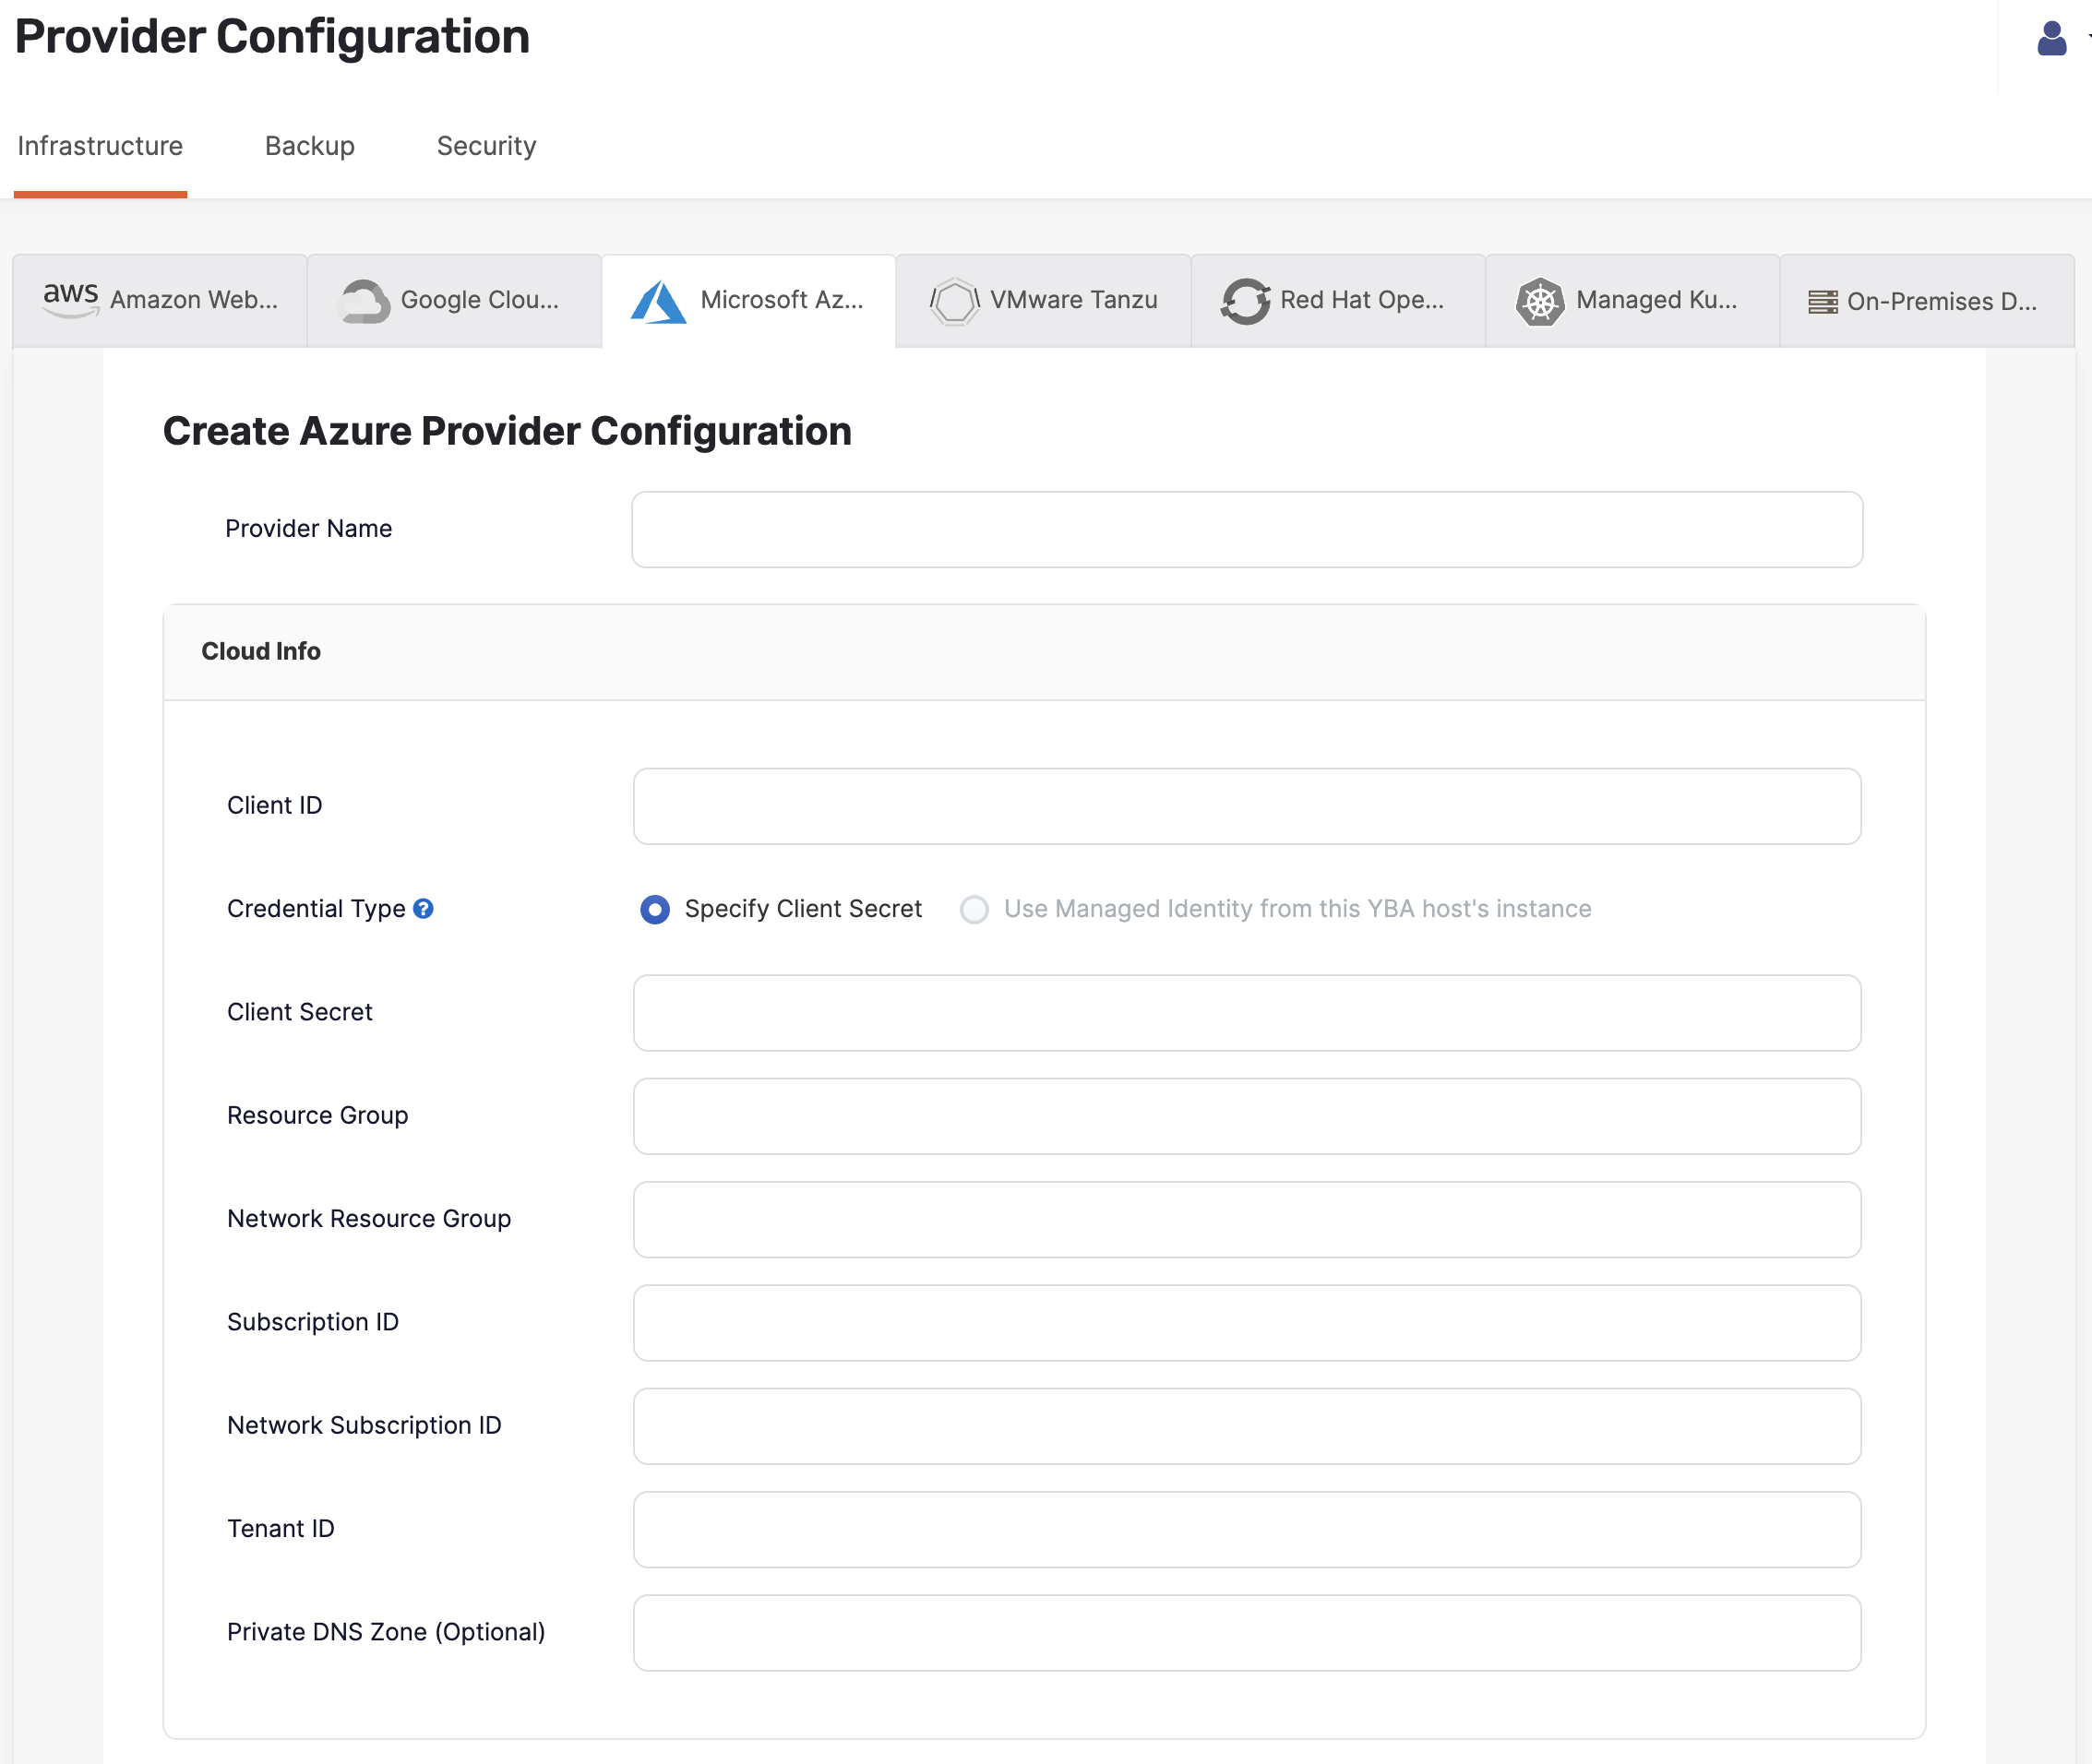 Provider Configuration
Infrastructure Backup Security
aws Amazon Web... Google Clou... Microsoft Az... VMware Tanzu Red Hat Ope... Managed Ku... On-Premises D...
Create Azure Provider Configuration
Provider Name
Cloud Info
Client ID
Credential Type ? Specify Client Secret Use Managed Identity from this YBA host's instance
Client Secret
Resource Group
Network Resource Group
Subscription ID
Network Subscription ID
Tenant ID
Private DNS Zone (Optional)